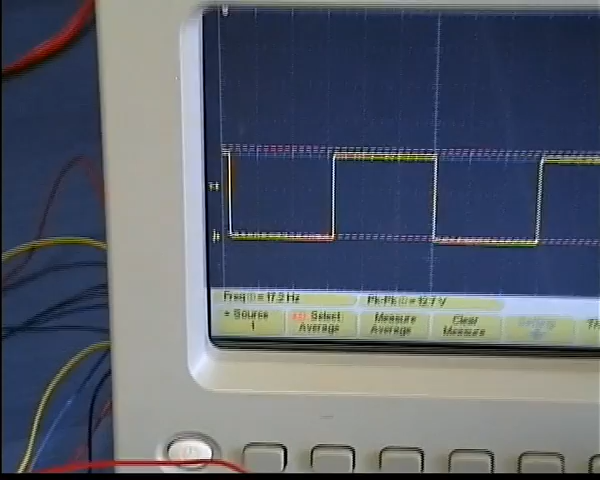 Freq(1) = 17.2 Hz Pk-Pk(1) = 12.7 V
Source Select Measure Clear
1 Average Average Measure